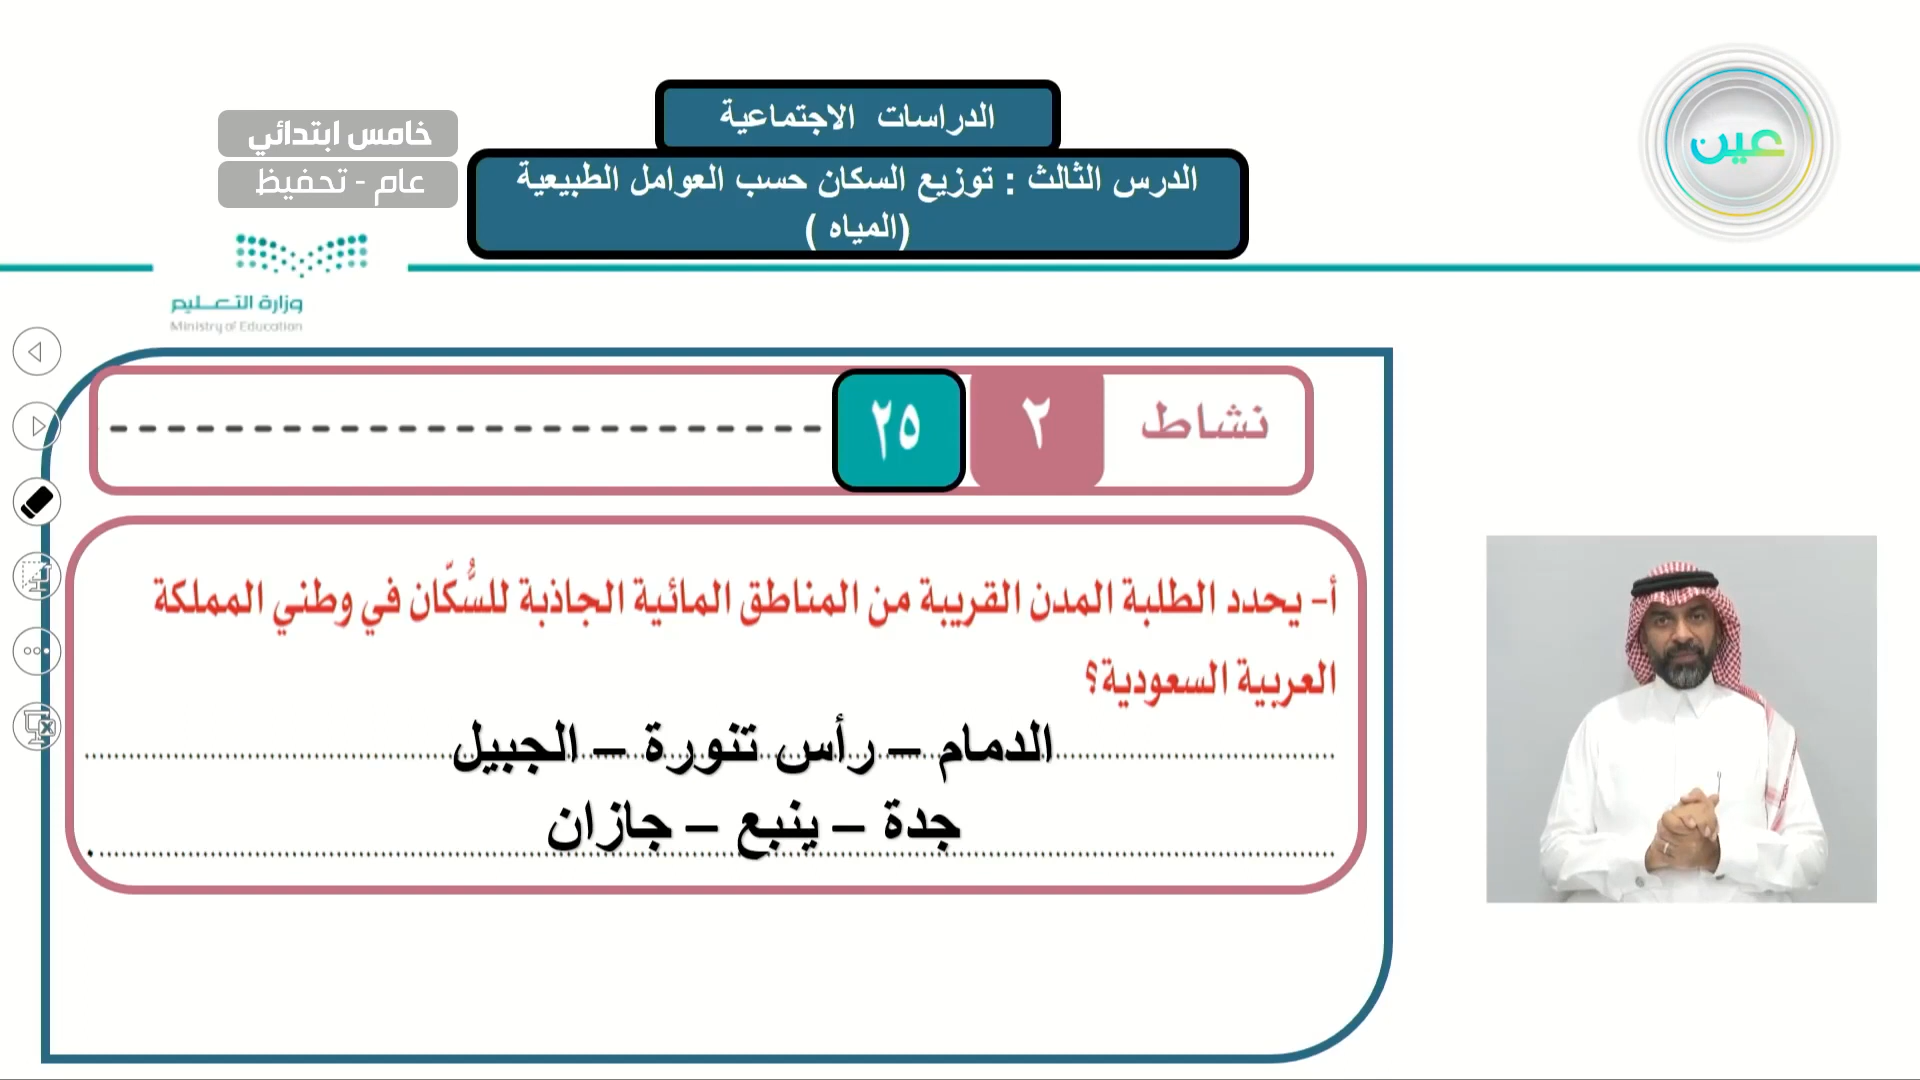 الدراسات الاجتماعية
عين
خامس ابتدائي
عام - تحفيظ
الدرس الثالث : توزيع السكان حسب العوامل الطبيعية
(المياه )
وزارة التعليم
Ministry of Education
نشاط ٢ ٢٥
أ- يحدد الطلبة المدن القريبة من المناطق المائية الجاذبة للسُّكّان في وطني المملكة
العربية السعودية؟
الدمام – رأس تنورة – الجبيل
جدة – ينبع – جازان